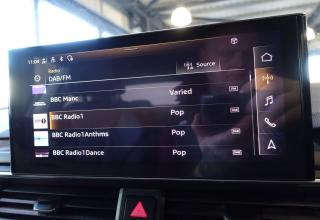 11:04
Radio
DAB/FM
Source
BBC Manc Varied
BBC Radio1 Pop
BBC Radio1Anthms Pop
BBC Radio1Dance Pop